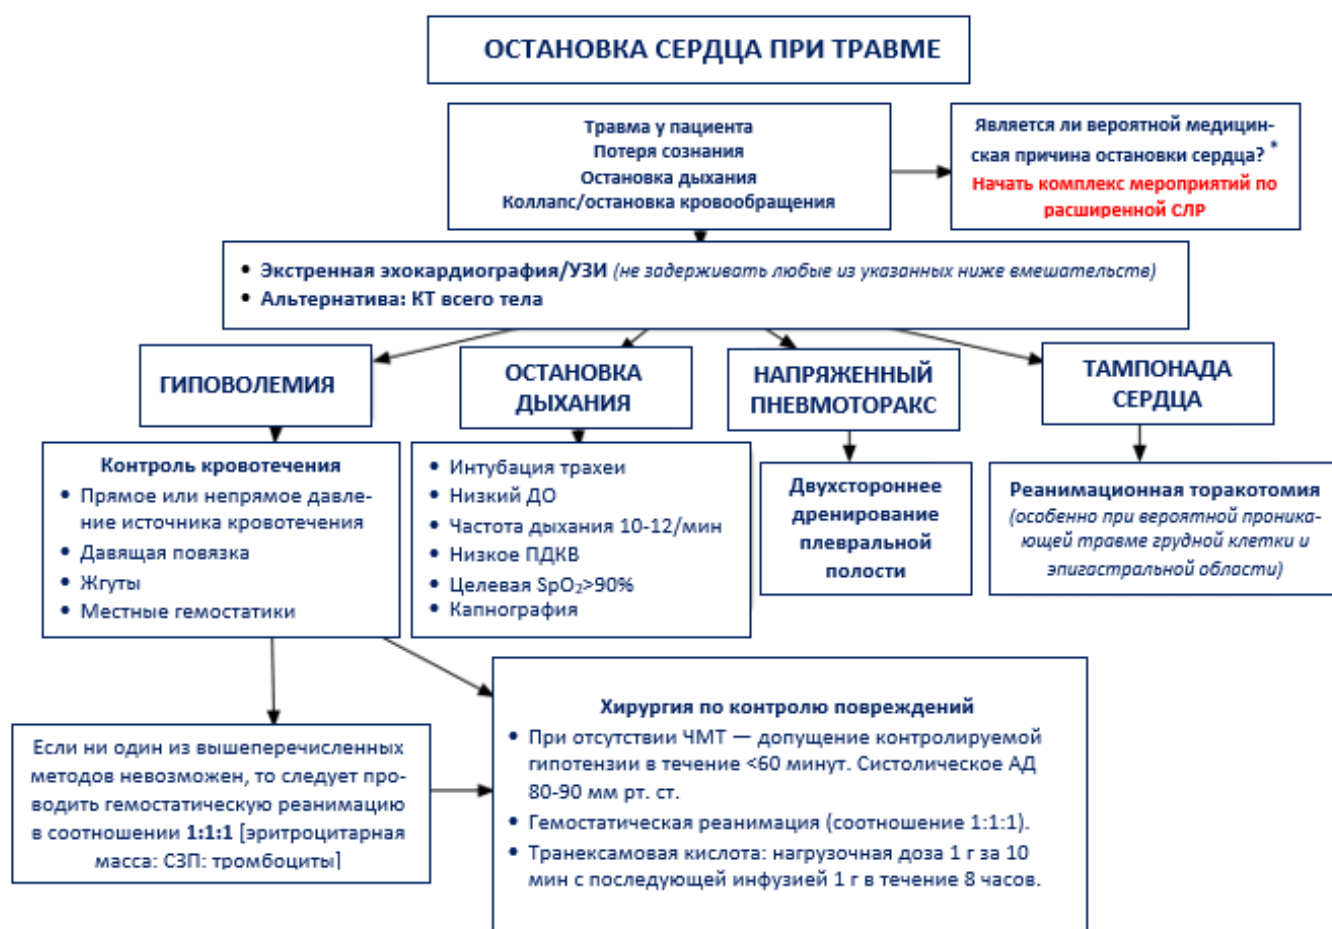 ОСТАНОВКА СЕРДЦА ПРИ ТРАВМЕ
Травма у пациента
Потеря сознания
Остановка дыхания
Коллапс/остановка кровообращения
Является ли вероятной медицин-
ская причина остановки сердца? *
Начать комплекс мероприятий по
расширенной СЛР
• Экстренная эхокардиография/УЗИ (не задерживать любые из указанных ниже вмешательств)
• Альтернатива: КТ всего тела
ГИПОВОЛЕМИЯ
ОСТАНОВКА
ДЫХАНИЯ
НАПРЯЖЕННЫЙ
ПНЕВМОТОРАКС
ТАМПОНАДА
СЕРДЦА
Контроль кровотечения
• Прямое или непрямое давле-
ние источника кровотечения
• Давящая повязка
• Жгуты
• Местные гемостатики
• Интубация трахеи
• Низкий ДО
• Частота дыхания 10-12/мин
• Низкое ПДКВ
• Целевая SpO₂>90%
• Капнография
Двухстороннее
дренирование
плевральной
полости
Реанимационная торакотомия
(особенно при вероятной проника-
ющей травме грудной клетки и
эпигастральной области)
Если ни один из вышеперечисленных
методов невозможен, то следует про-
водить гемостатическую реанимацию
в соотношении 1:1:1 [эритроцитарная
масса: СЗП: тромбоциты]
Хирургия по контролю повреждений
• При отсутствии ЧМТ — допущение контролируемой
гипотензии в течение <60 минут. Систолическое АД
80-90 мм рт. ст.
• Гемостатическая реанимация (соотношение 1:1:1).
• Транексамовая кислота: нагрузочная доза 1 г за 10
мин с последующей инфузией 1 г в течение 8 часов.